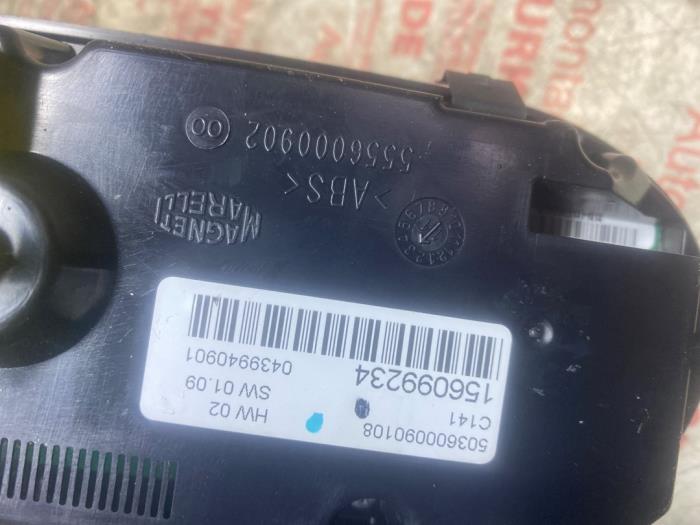 5556000902
00
>ABS<
MAGNETI
MARELLI
0439940901
156099234
SW 01.09
C141
HW 02
503600090108